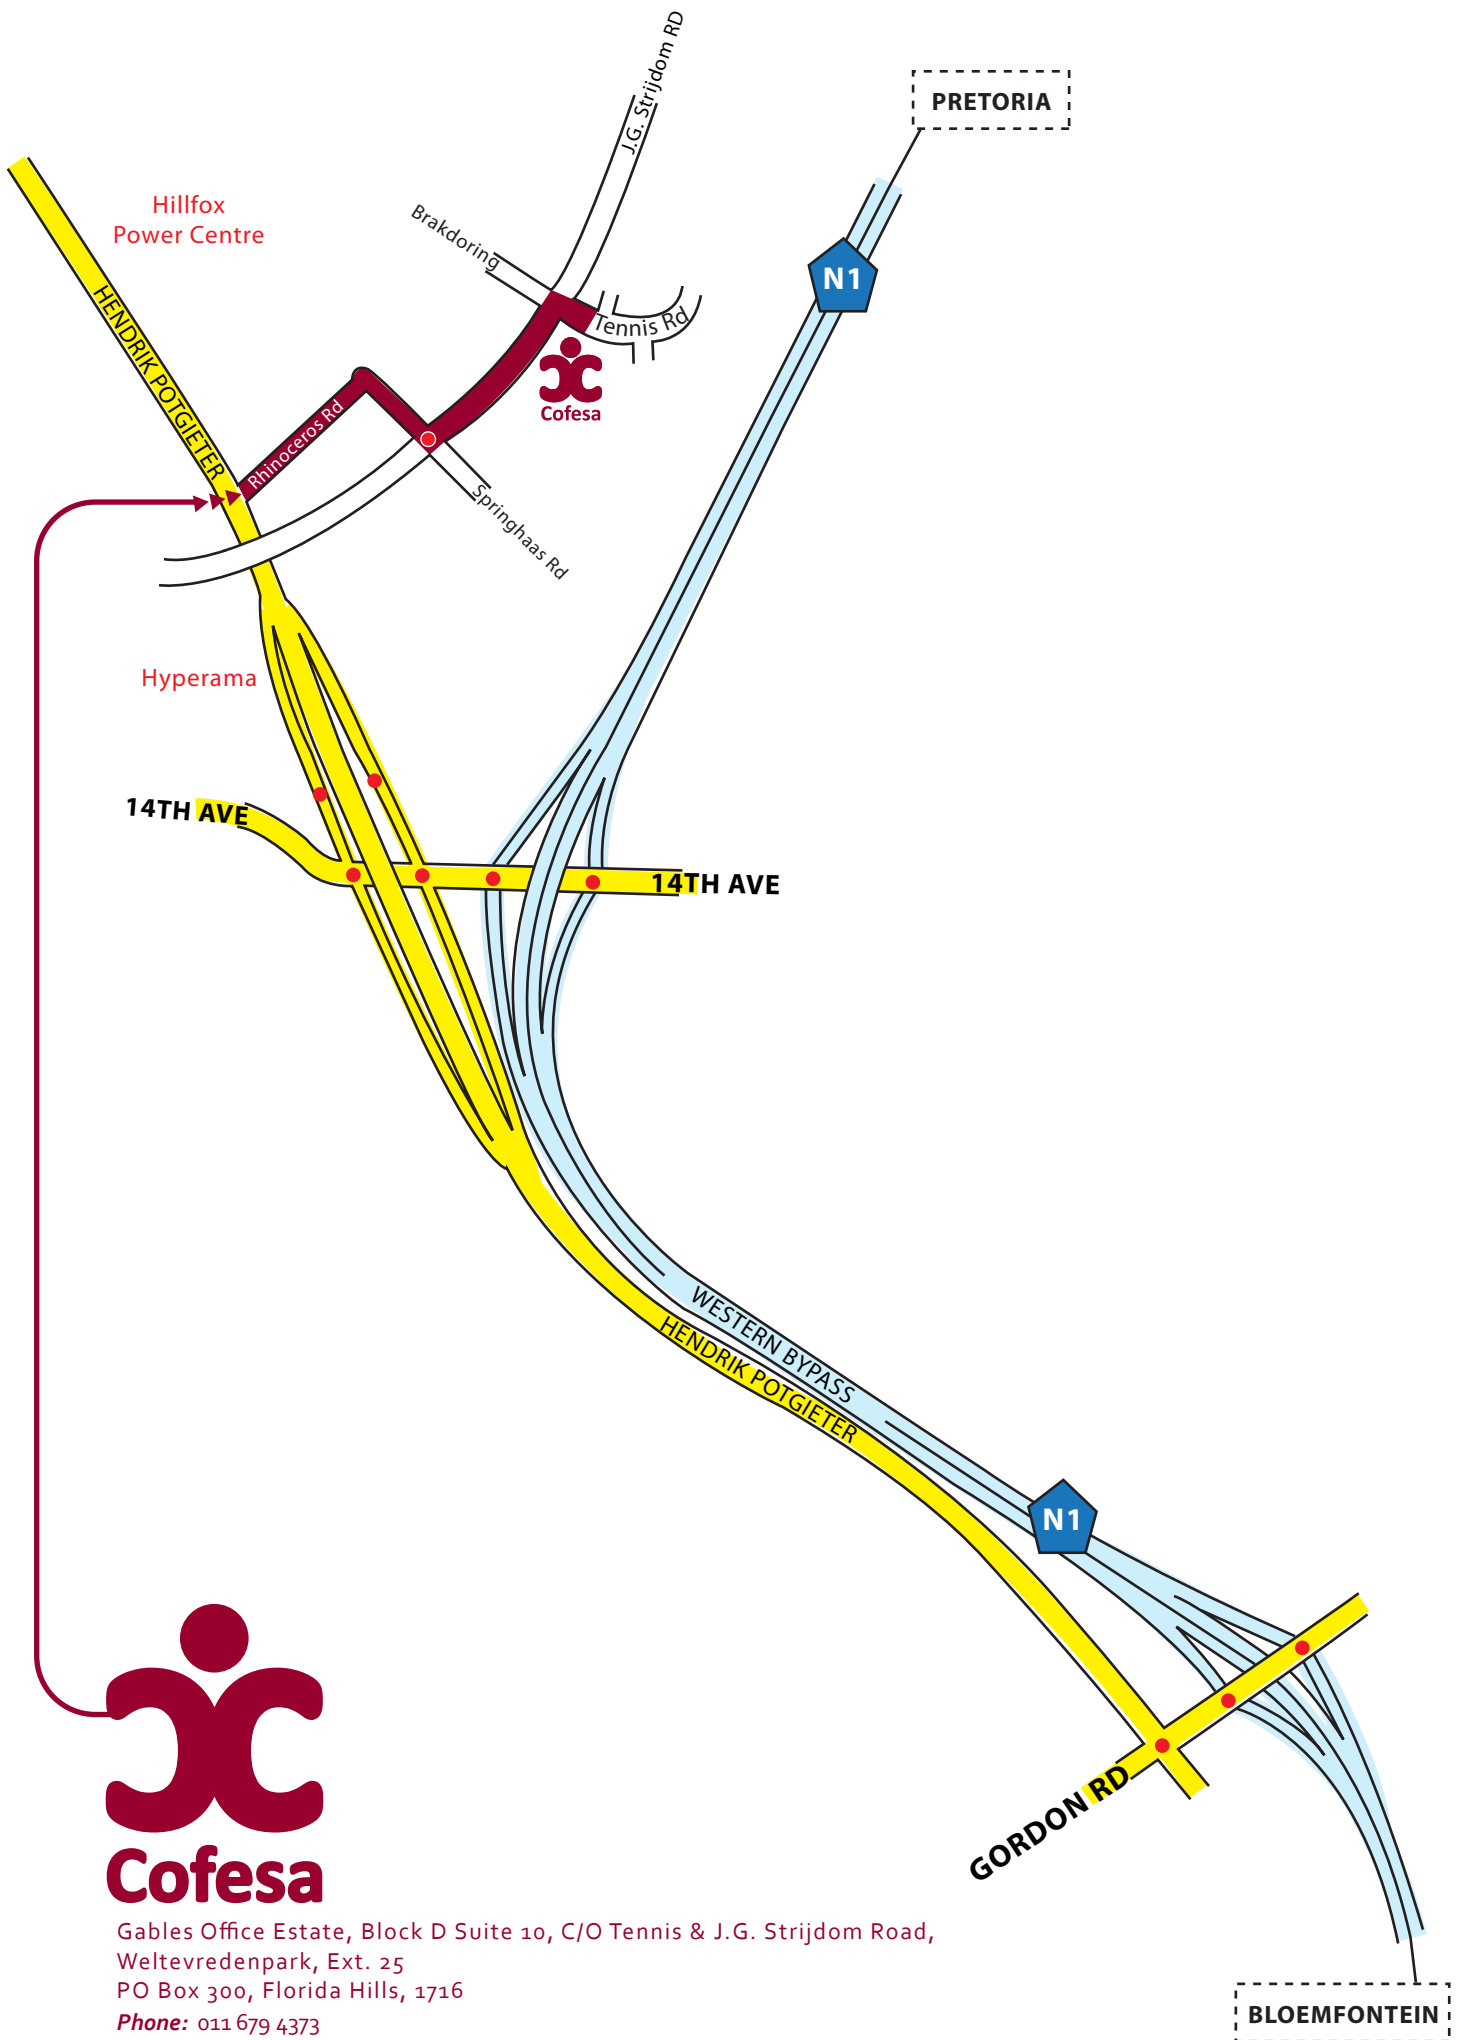 J.G. Strijdom RD
PRETORIA
Hillfox
Power Centre
Brakdoring
N1
HENDRIK POTGIETER
Tennis Rd
Cofesa
Rhinoceros Rd
Springhaas Rd
Hyperama
14TH AVE
14TH AVE
WESTERN BYPASS
HENDRIK POTGIETER
N1
GORDON RD
Cofesa
Gables Office Estate, Block D Suite 10, C/O Tennis & J.G. Strijdom Road,
Weltevredenpark, Ext. 25
PO Box 300, Florida Hills, 1716
Phone: 011 679 4373
BLOEMFONTEIN